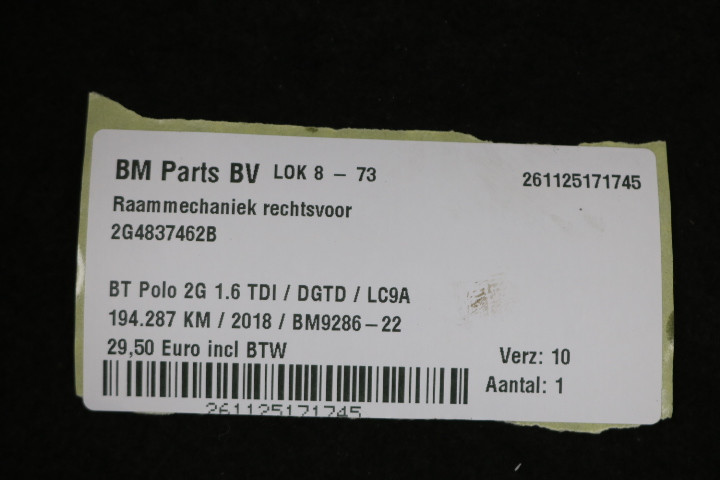 BM Parts BV LOK 8 – 73 261125171745
Raammechaniek rechtsvoor
2G4837462B
BT Polo 2G 1.6 TDI / DGTD / LC9A
194.287 KM / 2018 / BM9286–22
29,50 Euro incl BTW Verz: 10
Aantal: 1
261125171745